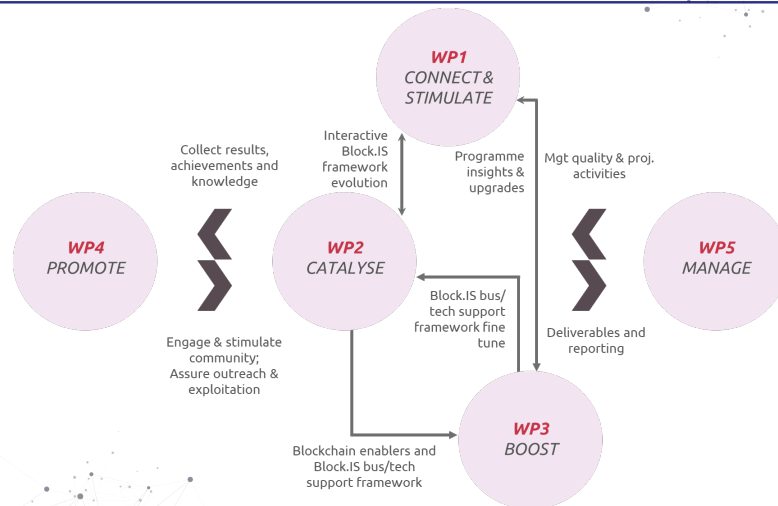 WP1
CONNECT &
STIMULATE
Collect results,
achievements and
knowledge
Interactive
Block.IS
framework
evolution
Programme
insights &
upgrades
Mgt quality & proj.
activities
WP4
PROMOTE
WP2
CATALYSE
WP5
MANAGE
Block.IS bus/
tech support
framework fine
tune
Engage & stimulate
community;
Assure outreach &
exploitation
Deliverables and
reporting
WP3
BOOST
Blockchain enablers and
Block.IS bus/tech
support framework